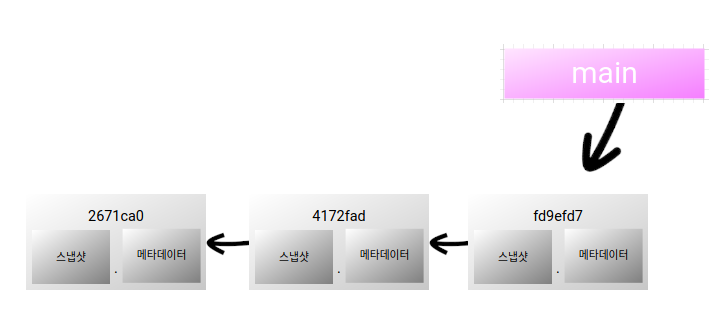 main
2671ca0
스냅샷 . 메타데이터
4172fad
스냅샷 . 메타데이터
fd9efd7
스냅샷 . 메타데이터